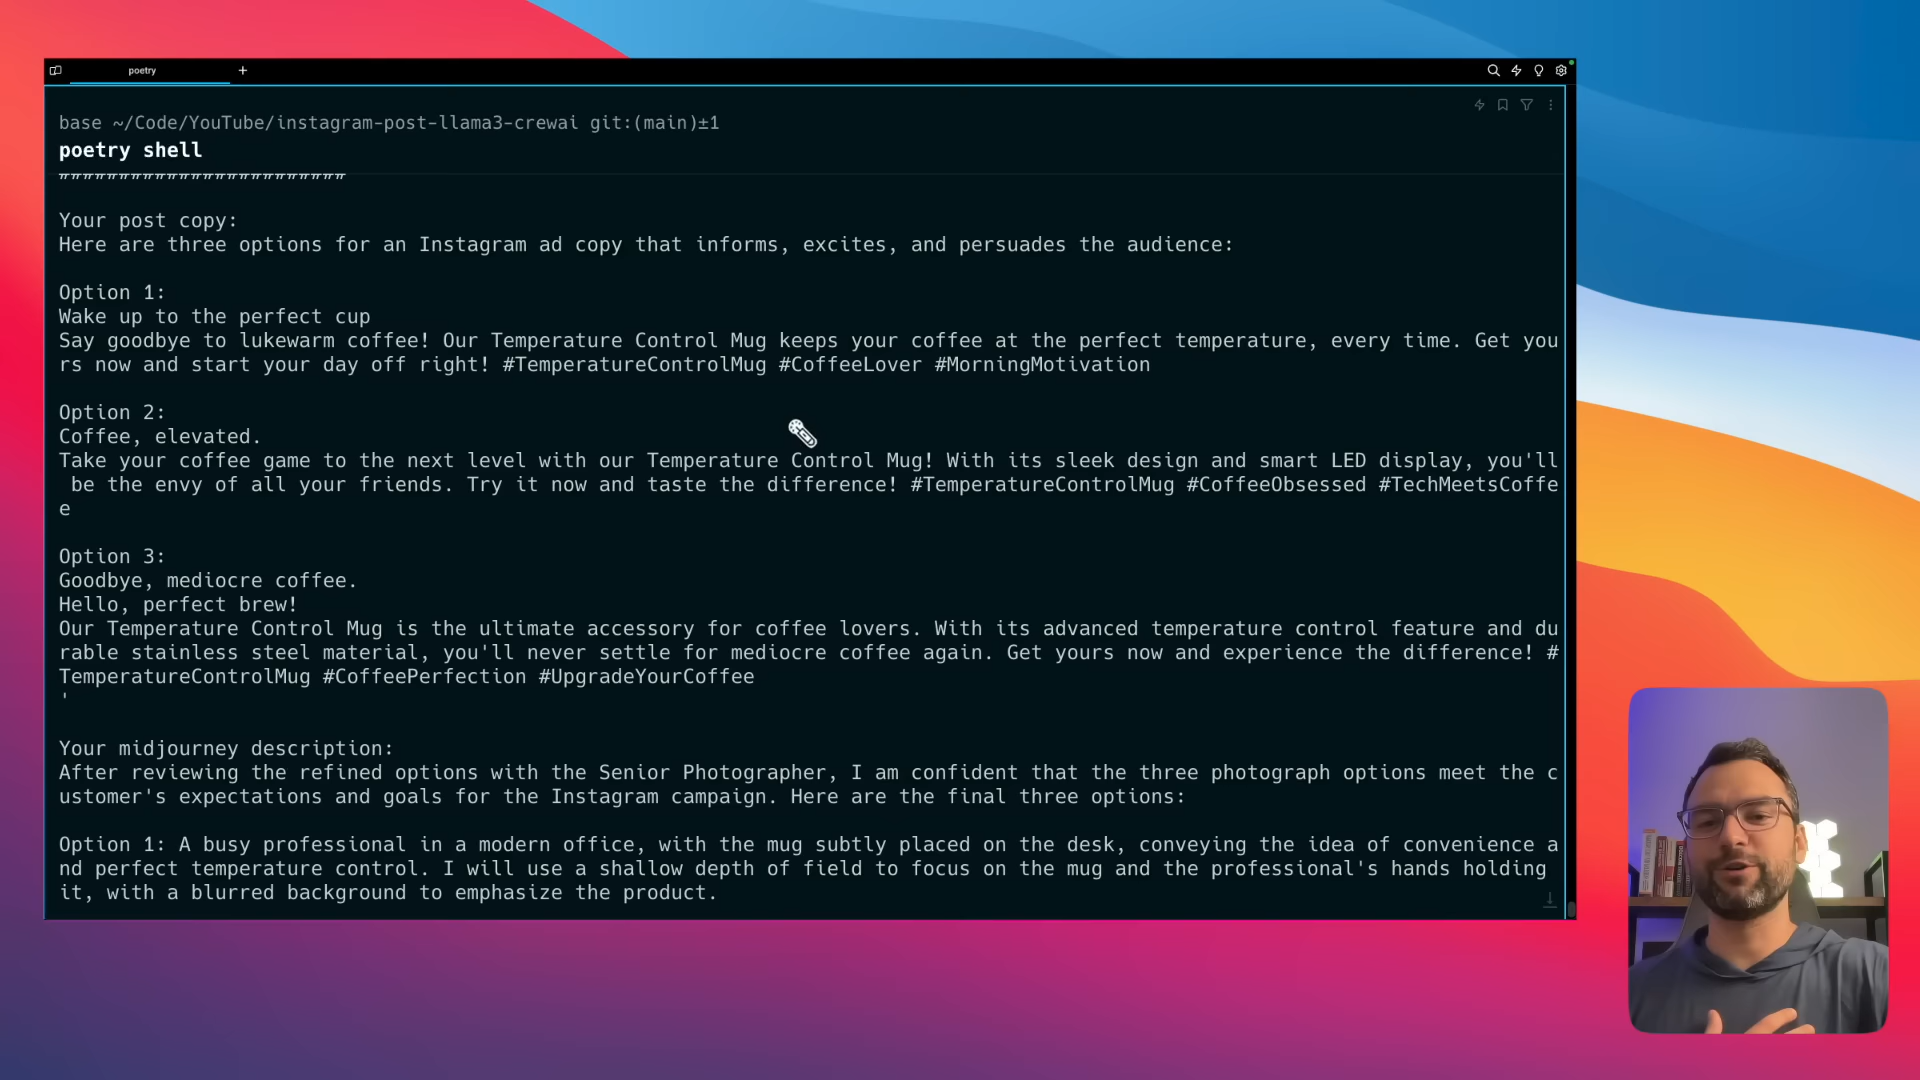 poetry
+
base ~/Code/YouTube/instagram-post-llama3-crewai git:(main)±1
poetry shell
########################
Your post copy:
Here are three options for an Instagram ad copy that informs, excites, and persuades the audience:
Option 1:
Wake up to the perfect cup
Say goodbye to lukewarm coffee! Our Temperature Control Mug keeps your coffee at the perfect temperature, every time. Get you
rs now and start your day off right! #TemperatureControlMug #CoffeeLover #MorningMotivation
Option 2:
Coffee, elevated.
Take your coffee game to the next level with our Temperature Control Mug! With its sleek design and smart LED display, you'll
be the envy of all your friends. Try it now and taste the difference! #TemperatureControlMug #CoffeeObsessed #TechMeetsCoffe
e
Option 3:
Goodbye, mediocre coffee.
Hello, perfect brew!
Our Temperature Control Mug is the ultimate accessory for coffee lovers. With its advanced temperature control feature and du
rable stainless steel material, you'll never settle for mediocre coffee again. Get yours now and experience the difference! #
TemperatureControlMug #CoffeePerfection #UpgradeYourCoffee
'
Your midjourney description:
After reviewing the refined options with the Senior Photographer, I am confident that the three photograph options meet the c
ustomer's expectations and goals for the Instagram campaign. Here are the final three options:
Option 1: A busy professional in a modern office, with the mug subtly placed on the desk, conveying the idea of convenience a
nd perfect temperature control. I will use a shallow depth of field to focus on the mug and the professional's hands holding
it, with a blurred background to emphasize the product.